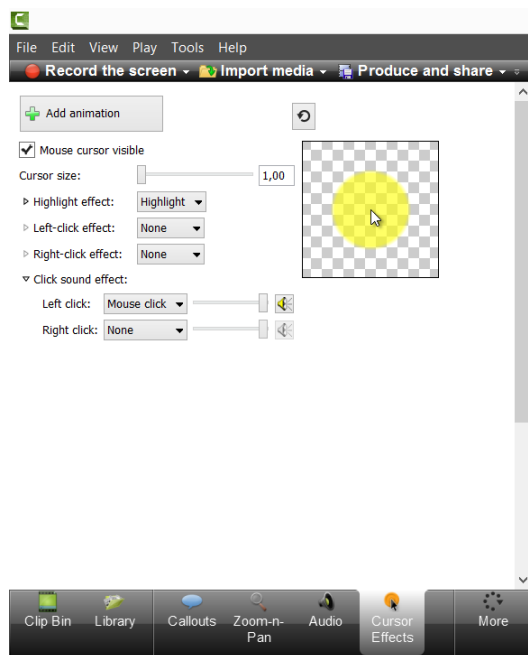 File Edit View Play Tools Help
Record the screen Import media Produce and share
Add animation
Mouse cursor visible
Cursor size: 1,00
Highlight effect: Highlight
Left-click effect: None
Right-click effect: None
Click sound effect:
Left click: Mouse click
Right click: None
Clip Bin Library Callouts Zoom-n-Pan Audio Cursor Effects More